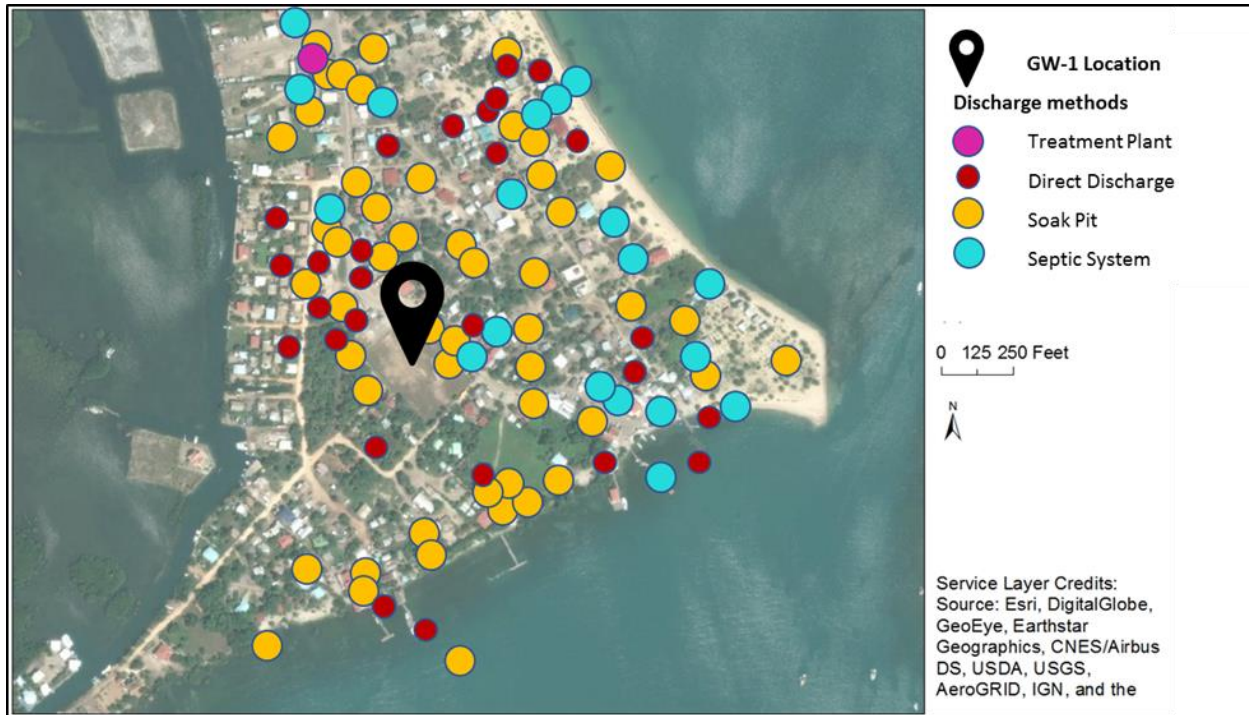 GW-1 Location
Discharge methods
Treatment Plant
Direct Discharge
Soak Pit
Septic System
0 125 250 Feet
N
Service Layer Credits:
Source: Esri, DigitalGlobe,
GeoEye, Earthstar
Geographics, CNES/Airbus
DS, USDA, USGS,
AeroGRID, IGN, and the